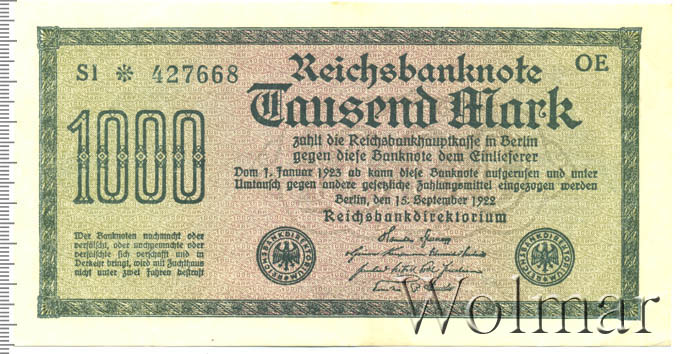 SI * 427668
Reichsbanknote
OE
1000
Tausend Mark
zahlt die Reichsbankhauptkasse in Berlin
gegen diese Banknote dem Einlieferer
Vom 1. Januar 1923 ab kann diese Banknote aufgerufen und unter
Umtausch gegen andere gesetzliche Zahlungsmittel eingezogen werden
Berlin, den 15. September 1922
Reichsbankdirektorium
Wer Banknoten nachmacht oder
verfälscht, oder nachgemachte oder
verfälschte sich verschafft und in
Verkehr bringt, wird mit Zuchthaus
nicht unter zwei Jahren bestraft
REICHSBANKDIREKTORIUM
REICHSBANKDIREKTORIUM
Wolmar